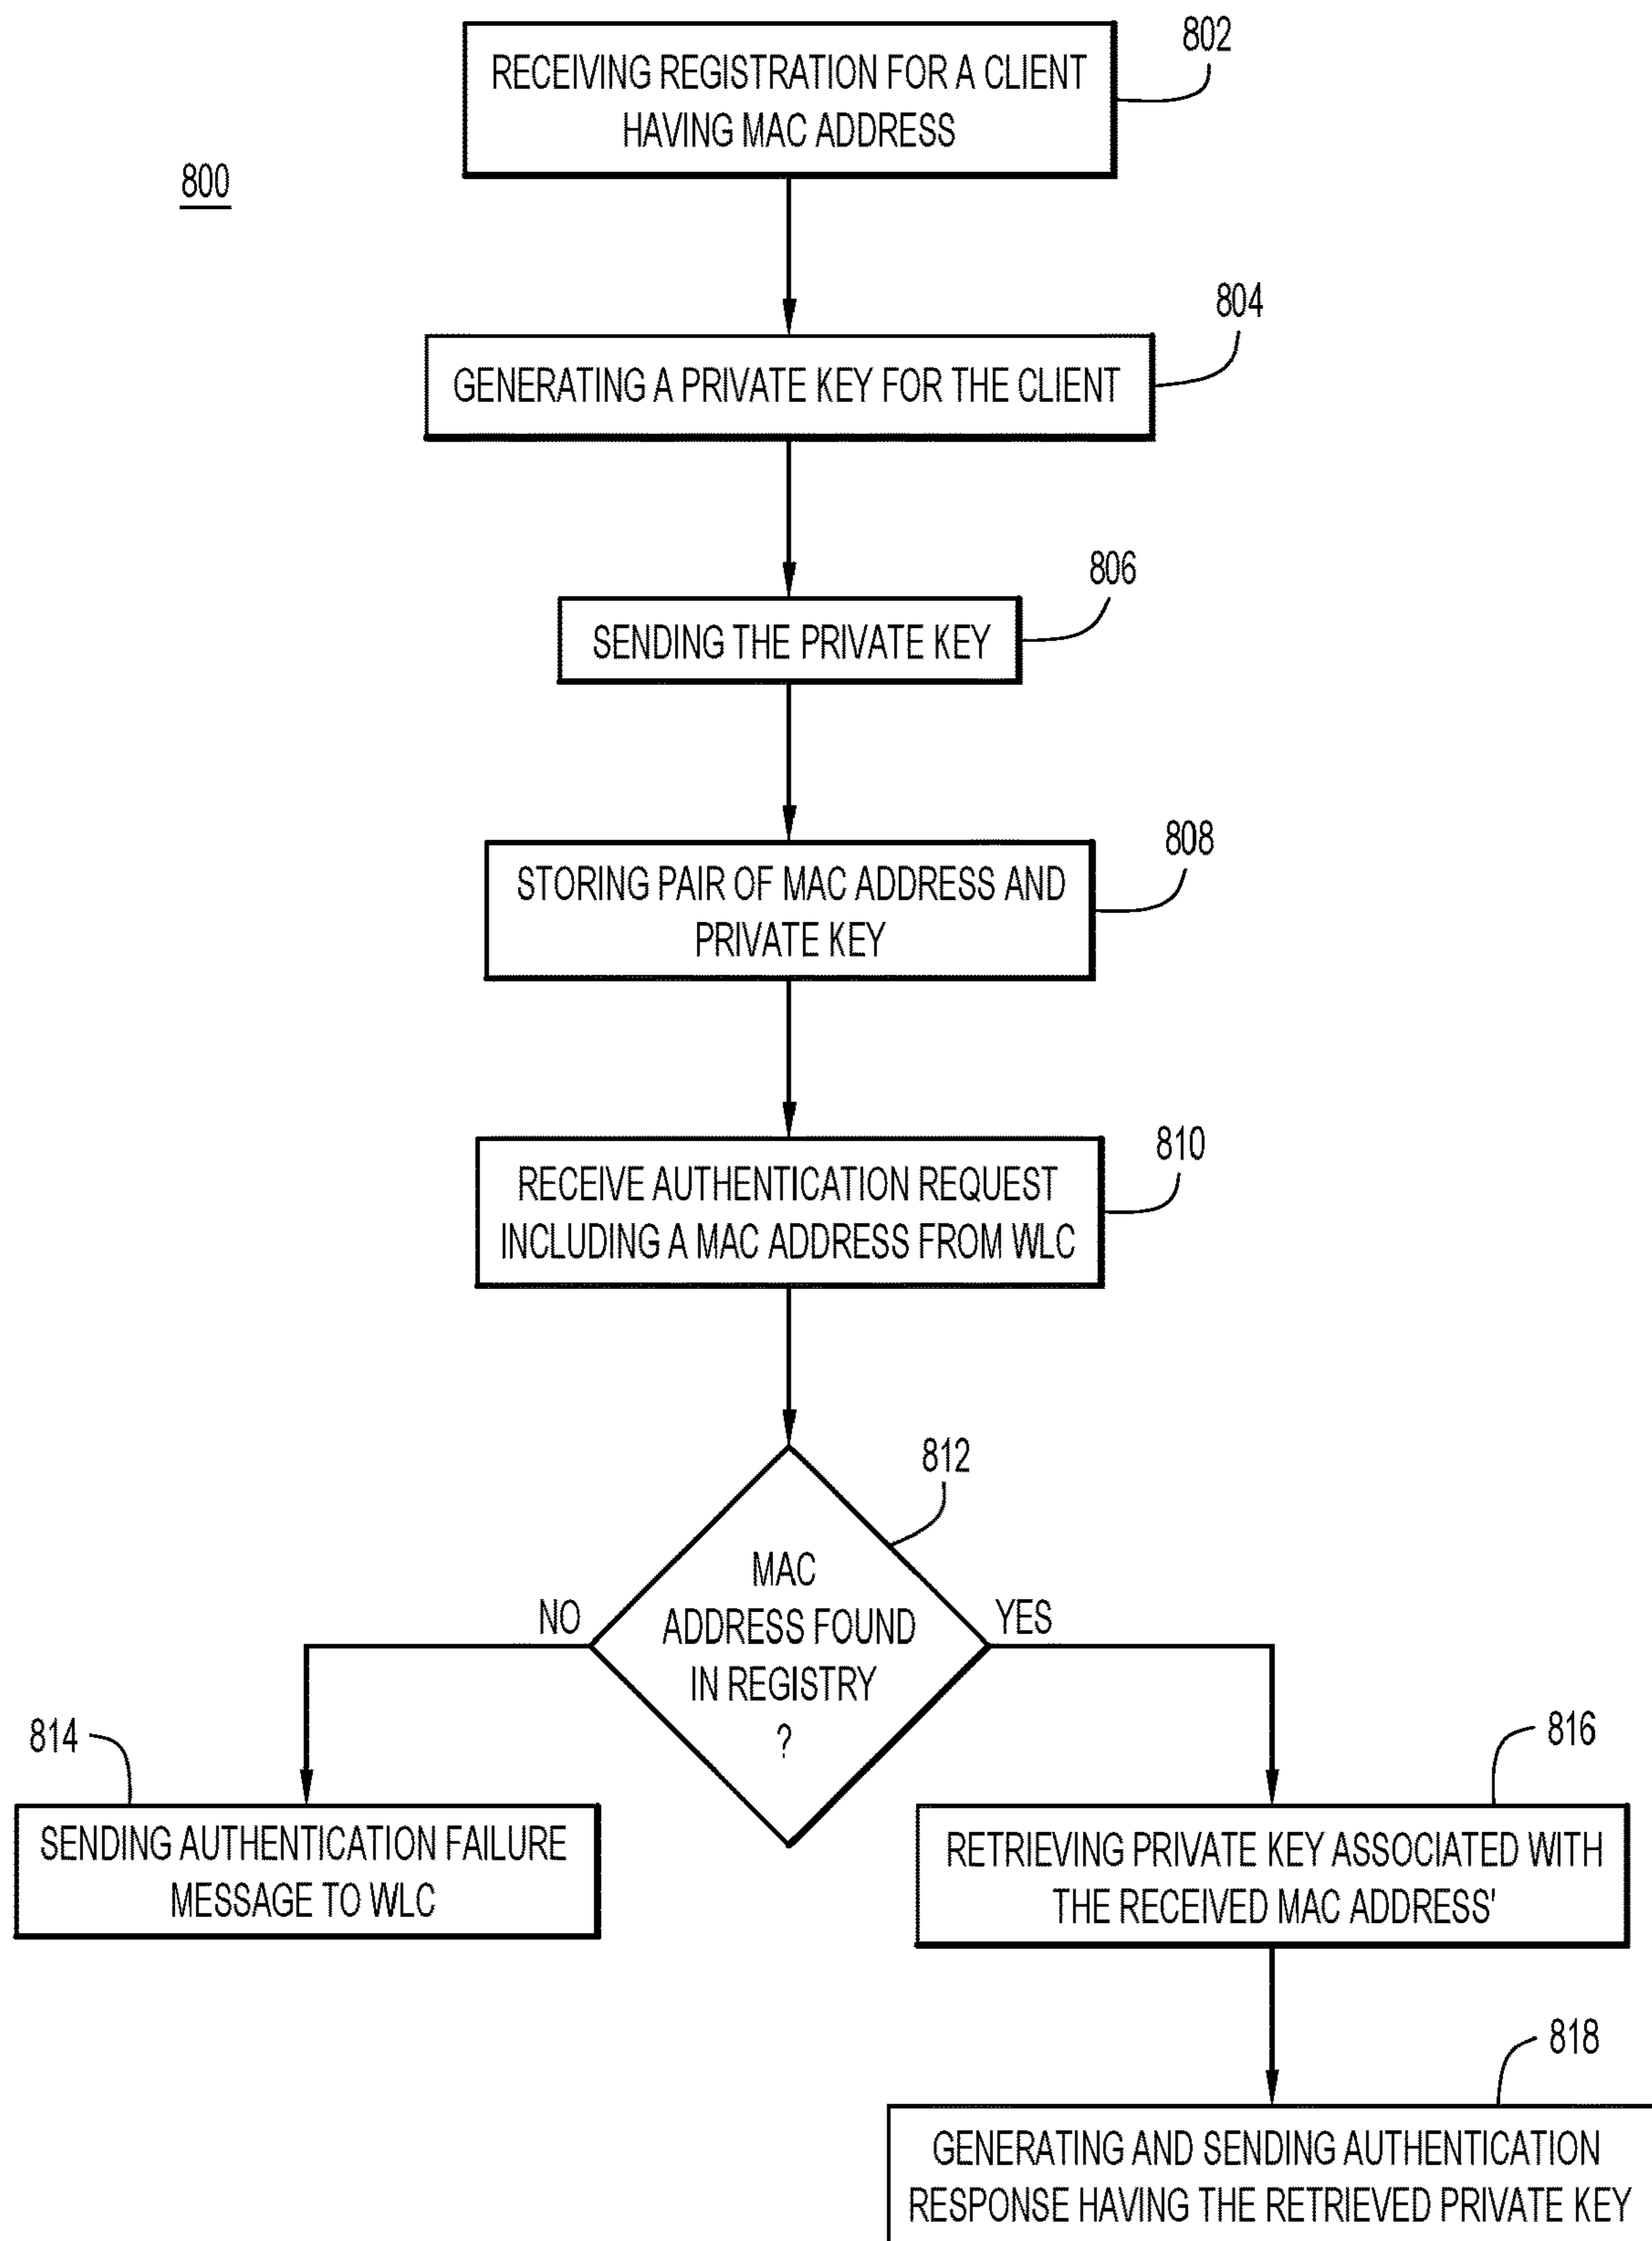 802
RECEIVING REGISTRATION FOR A CLIENT
HAVING MAC ADDRESS
800
804
GENERATING A PRIVATE KEY FOR THE CLIENT
806
SENDING THE PRIVATE KEY
808
STORING PAIR OF MAC ADDRESS AND
PRIVATE KEY
810
RECEIVE AUTHENTICATION REQUEST
INCLUDING A MAC ADDRESS FROM WLC
812
MAC
ADDRESS FOUND
IN REGISTRY
?
NO
YES
814
SENDING AUTHENTICATION FAILURE
MESSAGE TO WLC
816
RETRIEVING PRIVATE KEY ASSOCIATED WITH
THE RECEIVED MAC ADDRESS'
818
GENERATING AND SENDING AUTHENTICATION
RESPONSE HAVING THE RETRIEVED PRIVATE KEY